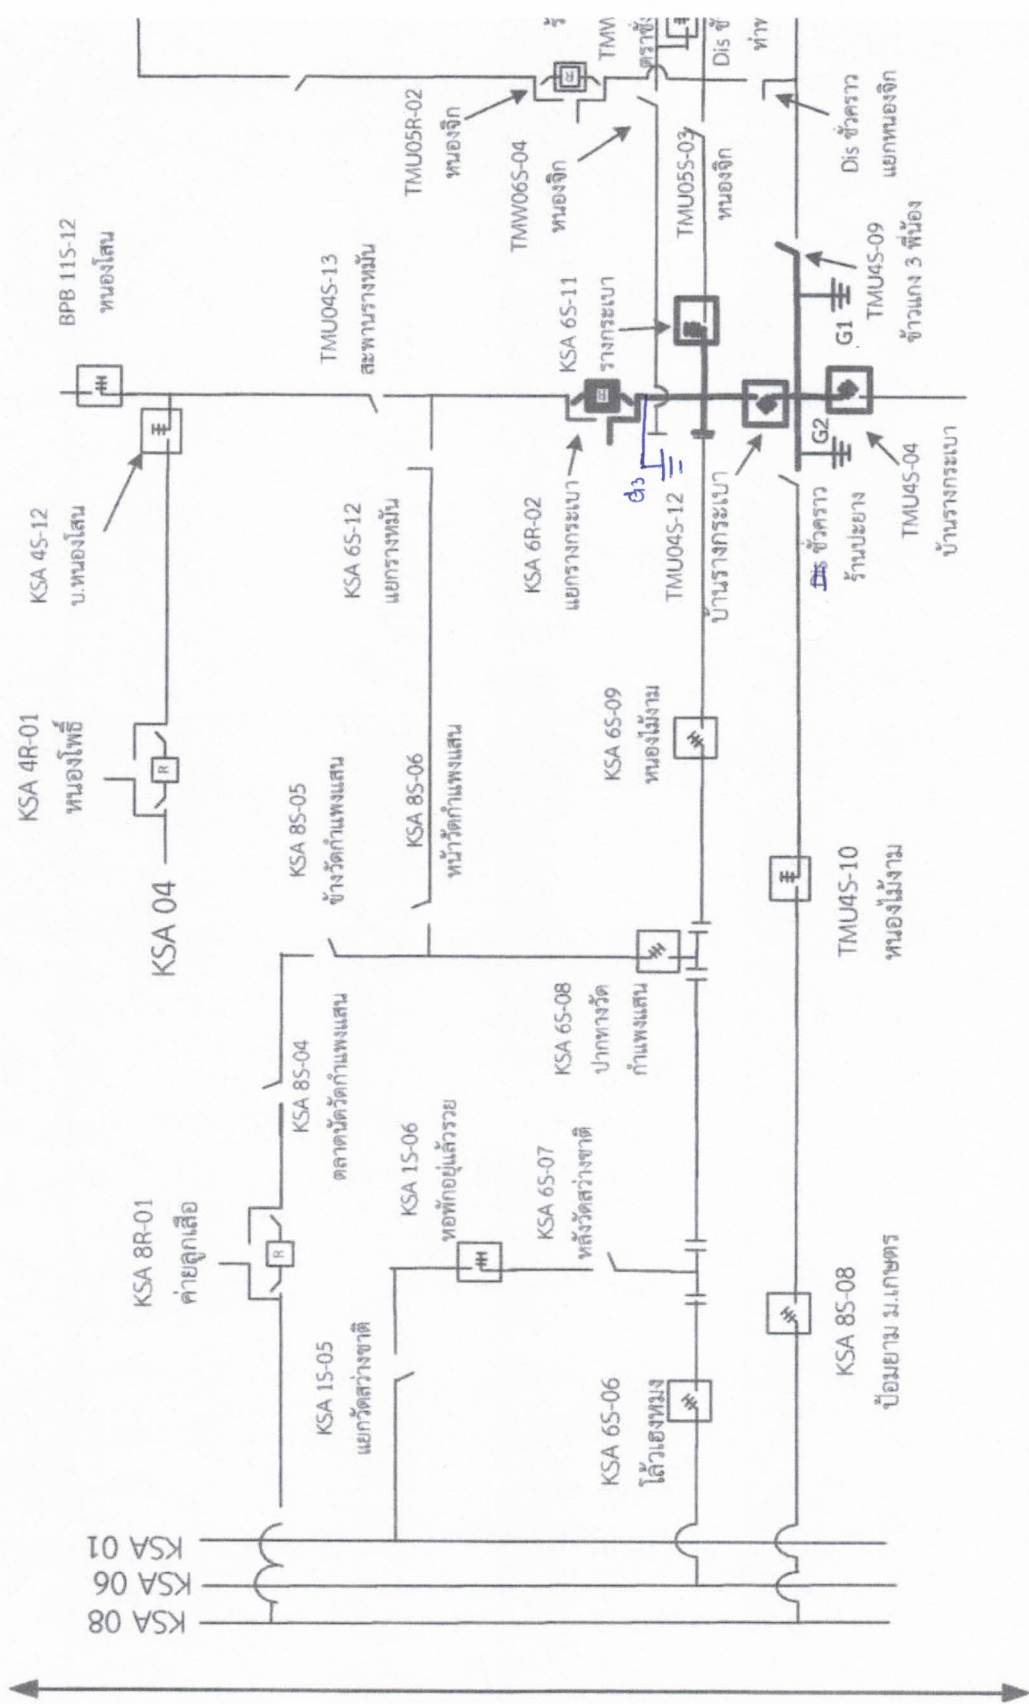 TMU05R-02
หนองจิก
TMW06S-04
หนองจิก
TMU05S-03
หนองจิก
Dis ชั่วคราว
แยกหนองจิก
BPB 11S-12
หนองโสน
TMU04S-13
สะพานรางหมัน
KSA 6S-11
รางกระเบา
TMU4S-09
ข้าวแกง 3 พี่น้อง
G1
G2
G3
KSA 4S-12
บ.หนองโสน
KSA 6S-12
แยกรางหมัน
KSA 6R-02
แยกรางกระเบา
TMU04S-12
บ้านรางกระเบา
Dis ชั่วคราว
ร้านปะยาง
TMU4S-04
บ้านรางกระเบา
KSA 4R-01
หนองโพธิ์
R
KSA 04
KSA 8S-05
ข้างวัดกำแพงแสน
KSA 8S-06
หน้าวัดกำแพงแสน
KSA 6S-09
หนองไม้งาม
TMU4S-10
หนองไม้งาม
KSA 8S-04
ตลาดนัดวัดกำแพงแสน
KSA 6S-08
ปากทางวัด
กำแพงแสน
KSA 8R-01
ค่ายลูกเสือ
R
KSA 1S-06
หอพักอยู่แล้วรวย
KSA 6S-07
หลังวัดสว่างชาติ
KSA 1S-05
แยกวัดสว่างชาติ
KSA 6S-06
โล้วเฮงหมง
KSA 8S-08
ป้อมยาม ม.เกษตร
KSA 01
KSA 06
KSA 08